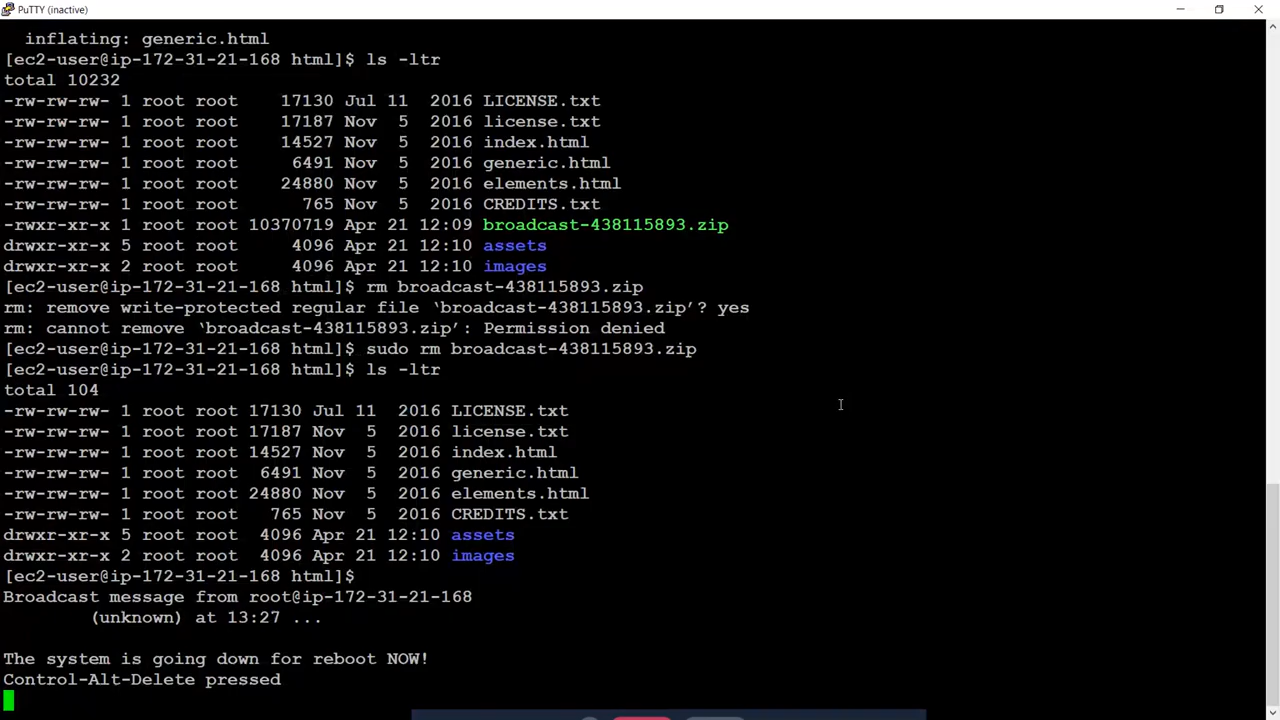 PuTTY (inactive)
  inflating: generic.html
[ec2-user@ip-172-31-21-168 html]$ ls -ltr
total 10232
-rw-rw-rw- 1 root root    17130 Jul 11  2016 LICENSE.txt
-rw-rw-rw- 1 root root    17187 Nov  5  2016 license.txt
-rw-rw-rw- 1 root root    14527 Nov  5  2016 index.html
-rw-rw-rw- 1 root root     6491 Nov  5  2016 generic.html
-rw-rw-rw- 1 root root    24880 Nov  5  2016 elements.html
-rw-rw-rw- 1 root root      765 Nov  5  2016 CREDITS.txt
-rwxr-xr-x 1 root root 10370719 Apr 21 12:09 broadcast-438115893.zip
drwxr-xr-x 5 root root     4096 Apr 21 12:10 assets
drwxr-xr-x 2 root root     4096 Apr 21 12:10 images
[ec2-user@ip-172-31-21-168 html]$ rm broadcast-438115893.zip
rm: remove write-protected regular file ‘broadcast-438115893.zip’? yes
rm: cannot remove ‘broadcast-438115893.zip’: Permission denied
[ec2-user@ip-172-31-21-168 html]$ sudo rm broadcast-438115893.zip
[ec2-user@ip-172-31-21-168 html]$ ls -ltr
total 104
-rw-rw-rw- 1 root root 17130 Jul 11  2016 LICENSE.txt
-rw-rw-rw- 1 root root 17187 Nov  5  2016 license.txt
-rw-rw-rw- 1 root root 14527 Nov  5  2016 index.html
-rw-rw-rw- 1 root root  6491 Nov  5  2016 generic.html
-rw-rw-rw- 1 root root 24880 Nov  5  2016 elements.html
-rw-rw-rw- 1 root root   765 Nov  5  2016 CREDITS.txt
drwxr-xr-x 5 root root  4096 Apr 21 12:10 assets
drwxr-xr-x 2 root root  4096 Apr 21 12:10 images
[ec2-user@ip-172-31-21-168 html]$
Broadcast message from root@ip-172-31-21-168
        (unknown) at 13:27 ...
The system is going down for reboot NOW!
Control-Alt-Delete pressed